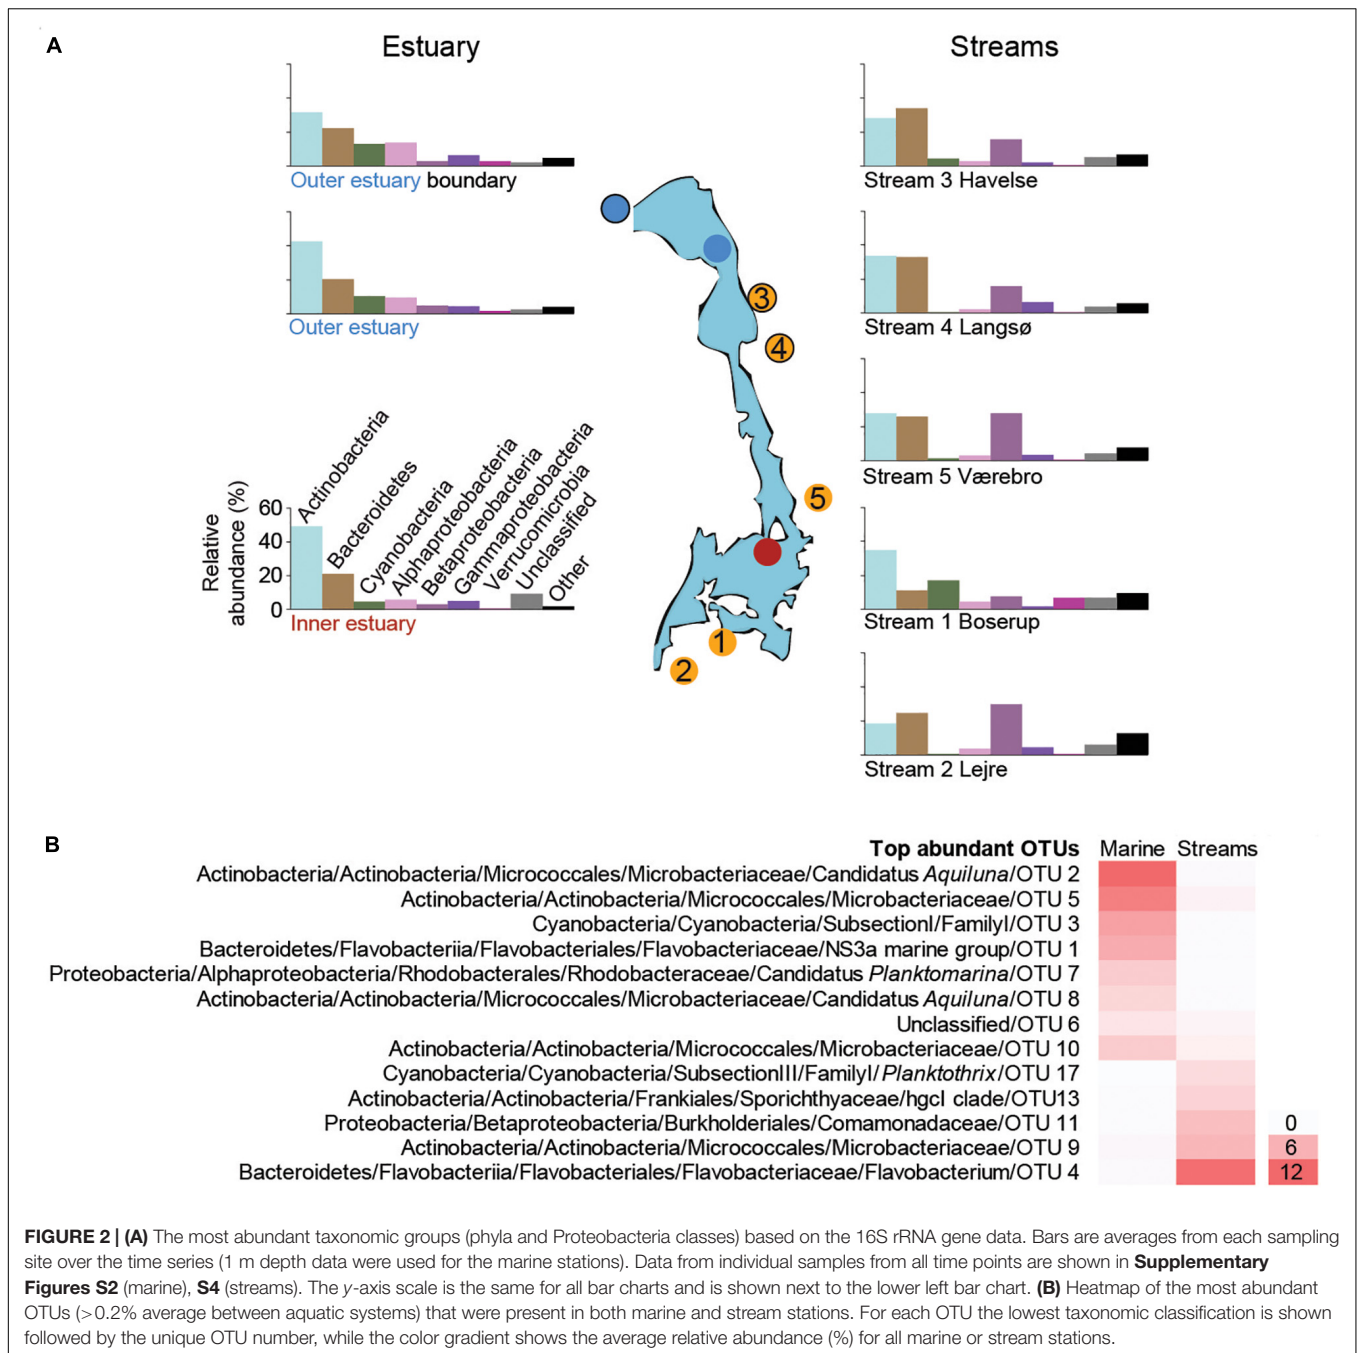 A
Estuary
Streams
Outer estuary boundary
Outer estuary
Relative abundance (%)
60
40
20
0
Actinobacteria
Bacteroidetes
Cyanobacteria
Alphaproteobacteria
Betaproteobacteria
Gammaproteobacteria
Verrucomicrobia
Unclassified
Other
Inner estuary
3
4
5
1
2
Stream 3 Havelse
Stream 4 Langsø
Stream 5 Værebro
Stream 1 Boserup
Stream 2 Lejre
B
Top abundant OTUs Marine Streams
Actinobacteria/Actinobacteria/Micrococcales/Microbacteriaceae/Candidatus Aquiluna/OTU 2
Actinobacteria/Actinobacteria/Micrococcales/Microbacteriaceae/OTU 5
Cyanobacteria/Cyanobacteria/SubsectionI/FamilyI/OTU 3
Bacteroidetes/Flavobacteriia/Flavobacteriales/Flavobacteriaceae/NS3a marine group/OTU 1
Proteobacteria/Alphaproteobacteria/Rhodobacterales/Rhodobacteraceae/Candidatus Planktomarina/OTU 7
Actinobacteria/Actinobacteria/Micrococcales/Microbacteriaceae/Candidatus Aquiluna/OTU 8
Unclassified/OTU 6
Actinobacteria/Actinobacteria/Micrococcales/Microbacteriaceae/OTU 10
Cyanobacteria/Cyanobacteria/SubsectionIII/FamilyI/Planktothrix/OTU 17
Actinobacteria/Actinobacteria/Frankiales/Sporichthyaceae/hgcI clade/OTU13
Proteobacteria/Betaproteobacteria/Burkholderiales/Comamonadaceae/OTU 11
Actinobacteria/Actinobacteria/Micrococcales/Microbacteriaceae/OTU 9
Bacteroidetes/Flavobacteriia/Flavobacteriales/Flavobacteriaceae/Flavobacterium/OTU 4
0
6
12
FIGURE 2 | (A) The most abundant taxonomic groups (phyla and Proteobacteria classes) based on the 16S rRNA gene data. Bars are averages from each sampling
site over the time series (1 m depth data were used for the marine stations). Data from individual samples from all time points are shown in Supplementary
Figures S2 (marine), S4 (streams). The y-axis scale is the same for all bar charts and is shown next to the lower left bar chart. (B) Heatmap of the most abundant
OTUs (>0.2% average between aquatic systems) that were present in both marine and stream stations. For each OTU the lowest taxonomic classification is shown
followed by the unique OTU number, while the color gradient shows the average relative abundance (%) for all marine or stream stations.